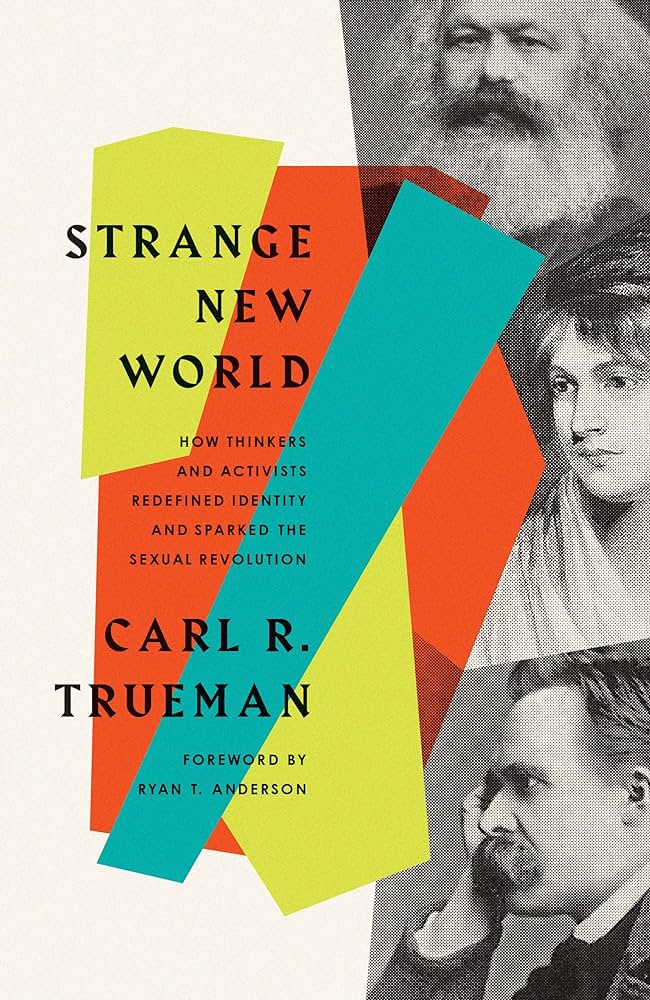 STRANGE
NEW
WORLD
HOW THINKERS
AND ACTIVISTS
REDEFINED IDENTITY
AND SPARKED THE
SEXUAL REVOLUTION
CARL R.
TRUEMAN
FOREWORD BY
RYAN T. ANDERSON